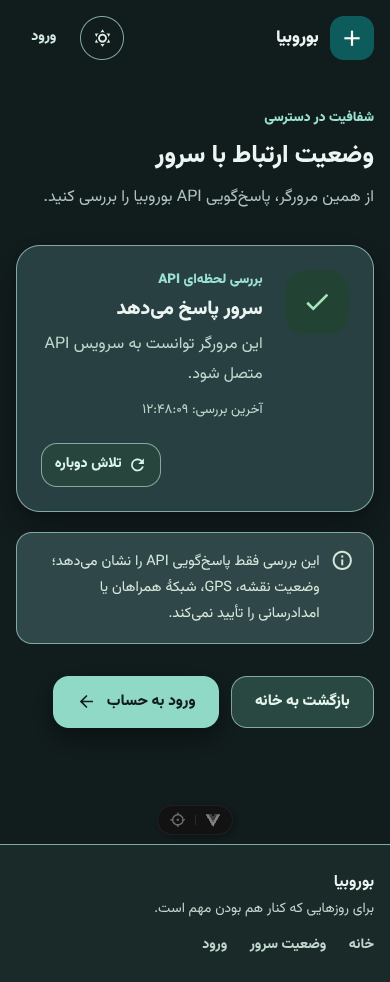 بوروبیا
ورود
شفافیت در دسترسی
وضعیت ارتباط با سرور
از همین مرورگر، پاسخ‌گویی API بوروبیا را بررسی کنید.
بررسی لحظه‌ای API
سرور پاسخ می‌دهد
این مرورگر توانست به سرویس API
متصل شود.
آخرین بررسی: ۱۲:۴۸:۰۹
تلاش دوباره
این بررسی فقط پاسخ‌گویی API را نشان می‌دهد؛
وضعیت نقشه، GPS، شبکهٔ همراهان یا
امدادرسانی را تأیید نمی‌کند.
بازگشت به خانه
ورود به حساب
بوروبیا
برای روزهایی که کنار هم بودن مهم است.
خانه وضعیت سرور ورود